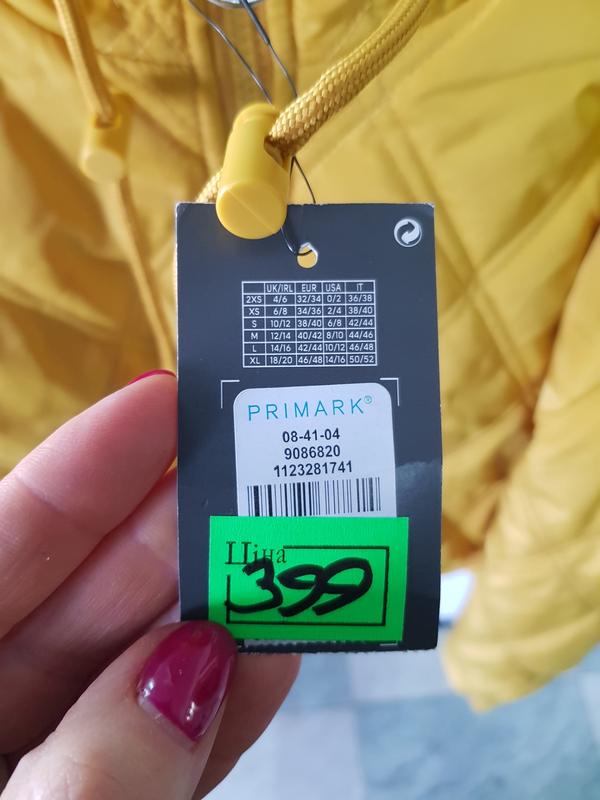 UK/IRL EUR USA IT
2XS 4/6 32/34 0/2 36/38
XS 6/8 34/36 2/4 38/40
S 10/12 38/40 6/8 42/44
M 12/14 40/42 8/10 44/46
L 14/16 42/44 10/12 46/48
XL 18/20 46/48 14/16 50/52
PRIMARK®
08-41-04
9086820
1123281741
Ціна
399